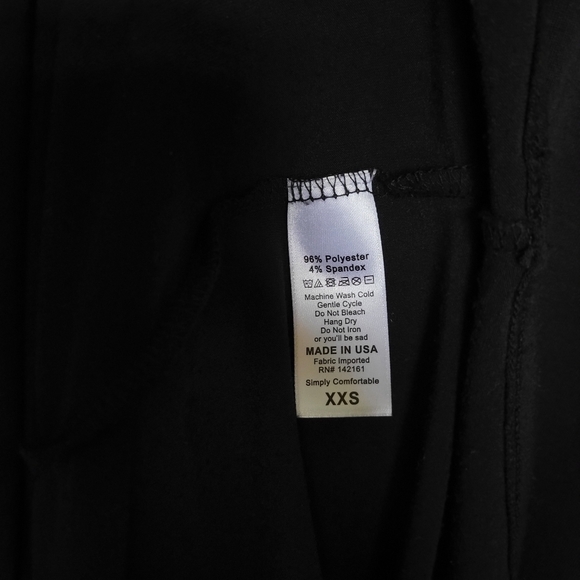 96% Polyester
4% Spandex
Machine Wash Cold
Gentle Cycle
Do Not Bleach
Hang Dry
Do Not Iron
or you'll be sad
MADE IN USA
Fabric Imported
RN# 142161
Simply Comfortable
XXS